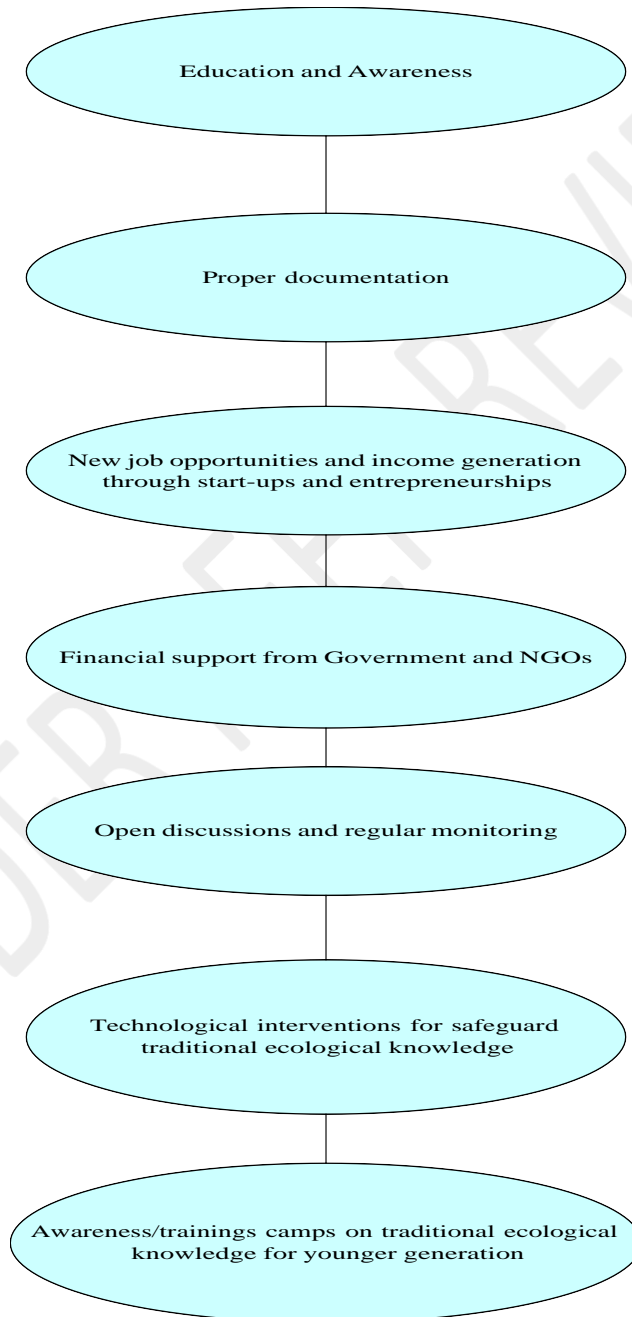 Education and Awareness
Proper documentation
New job opportunities and income generation
through start-ups and entrepreneurships
Financial support from Government and NGOs
Open discussions and regular monitoring
Technological interventions for safeguard
traditional ecological knowledge
Awareness/trainings camps on traditional ecological
knowledge for younger generation